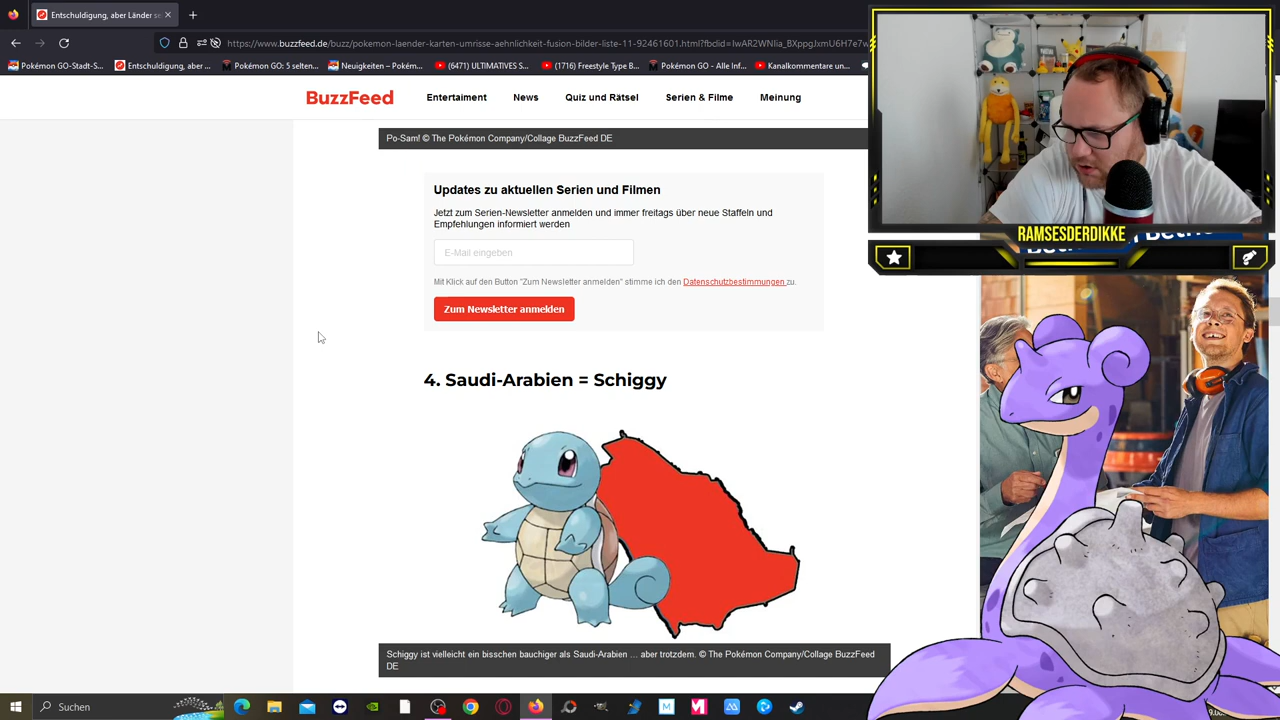 Entschuldigung, aber Länder se
https://www.buzzfeed.de/buzz/pokemon-laender-karten-umrisse-aehnlichkeit-fusion-bilder-liste-11-92461601.html?fbclid=IwAR2WNlia_BXppgJxmU6H7e7w
Pokémon GO-Stadt-S... Entschuldigung, aber ... Pokémon GO: 5 selten... Neuigkeiten – Pokém... (6471) ULTIMATIVES S... (1716) Freestyle Type B... Pokémon GO - Alle Inf... Kanalkommentare un...
BuzzFeed Entertaiment News Quiz und Rätsel Serien & Filme Meinung
Po-Sam! © The Pokémon Company/Collage BuzzFeed DE
Updates zu aktuellen Serien und Filmen
Jetzt zum Serien-Newsletter anmelden und immer freitags über neue Staffeln und
Empfehlungen informiert werden
E-Mail eingeben
Mit Klick auf den Button "Zum Newsletter anmelden" stimme ich den Datenschutzbestimmungen zu.
Zum Newsletter anmelden
4. Saudi-Arabien = Schiggy
Schiggy ist vielleicht ein bisschen bauchiger als Saudi-Arabien ... aber trotzdem. © The Pokémon Company/Collage BuzzFeed
DE
RAMSESDERDIKKE
Suchen